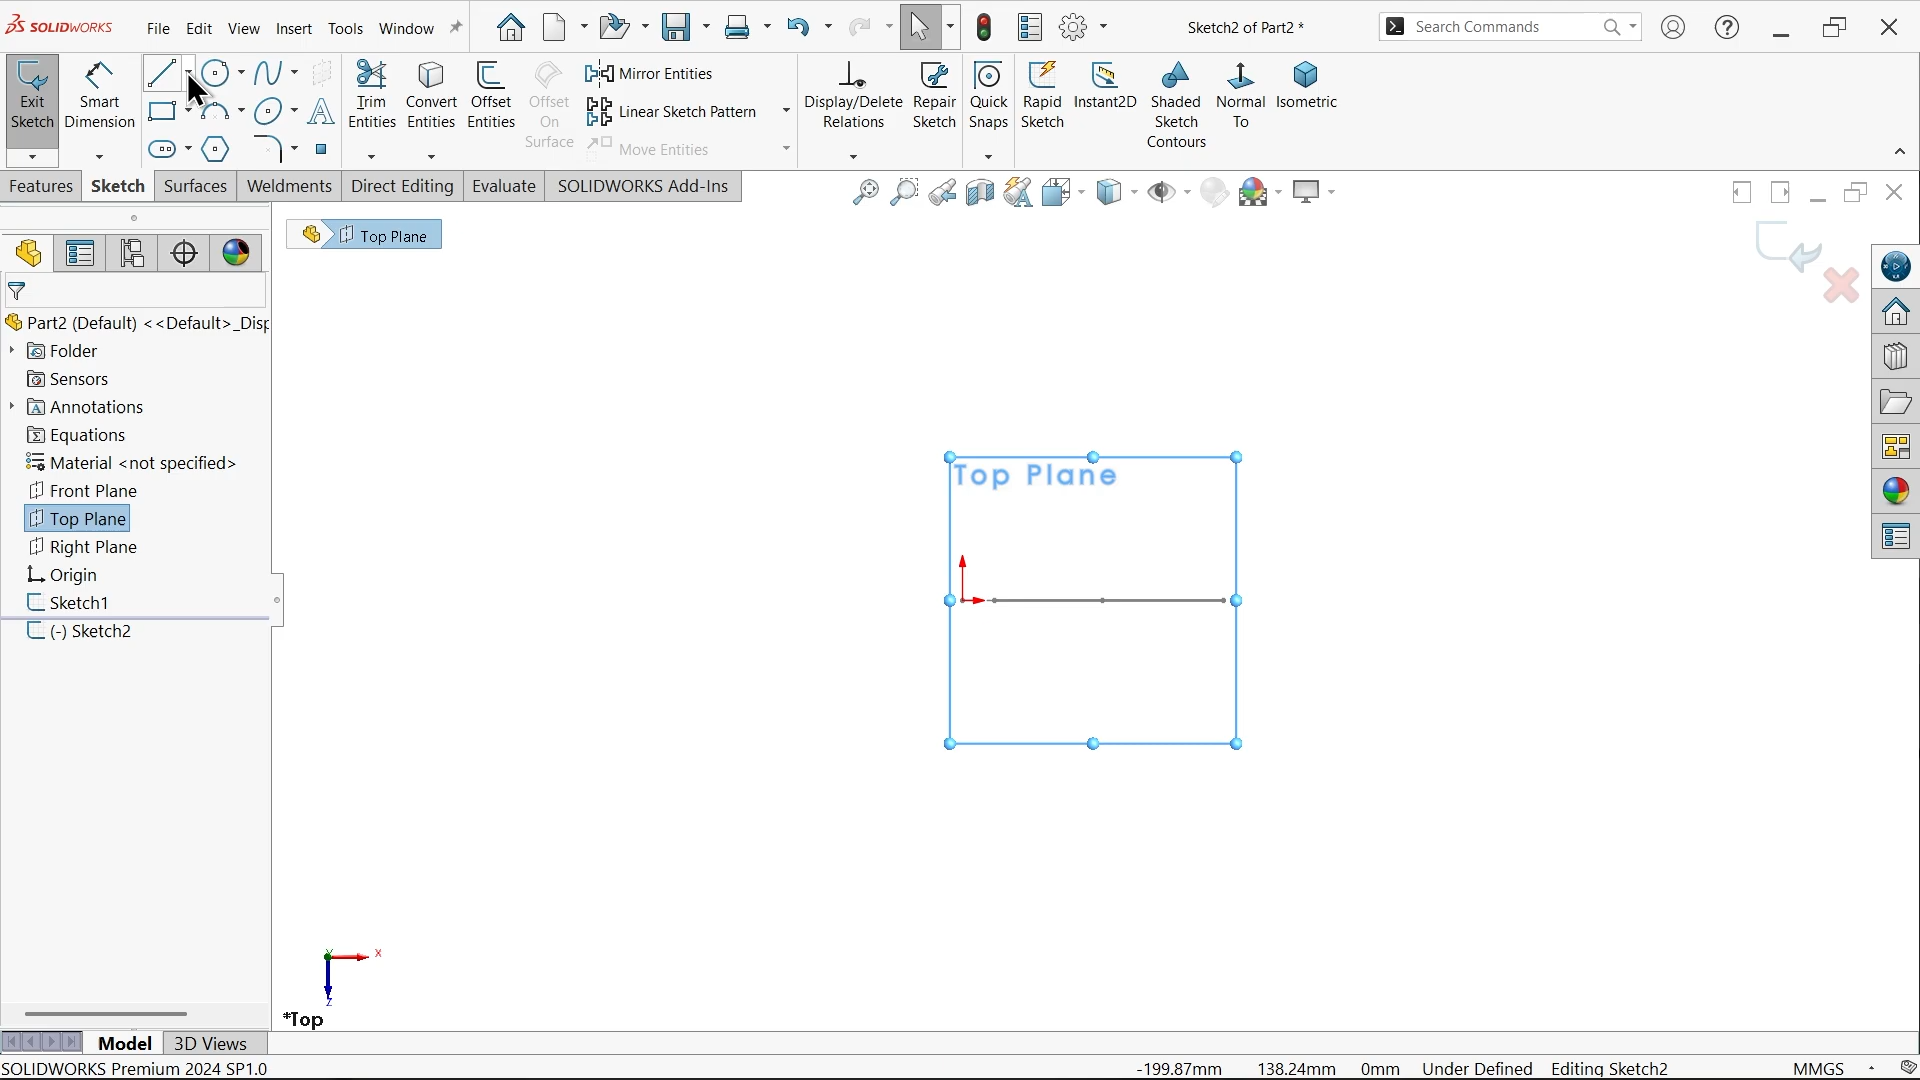 SOLIDWORKS File Edit View Insert Tools Window Sketch2 of Part2 * Search Commands
Exit Sketch
Smart Dimension
Trim Entities
Convert Entities
Offset Entities
Offset On Surface
Mirror Entities
Linear Sketch Pattern
Move Entities
Display/Delete Relations
Repair Sketch
Quick Snaps
Rapid Sketch
Instant2D
Shaded Sketch Contours
Normal To
Isometric
Features Sketch Surfaces Weldments Direct Editing Evaluate SOLIDWORKS Add-Ins
Top Plane
Part2 (Default) <<Default>_Disp
Folder
Sensors
Annotations
Equations
Material <not specified>
Front Plane
Top Plane
Right Plane
Origin
Sketch1
(-) Sketch2
Top Plane
Y X
Z
*Top
Model 3D Views
SOLIDWORKS Premium 2024 SP1.0 -199.87mm 138.24mm 0mm Under Defined Editing Sketch2 MMGS